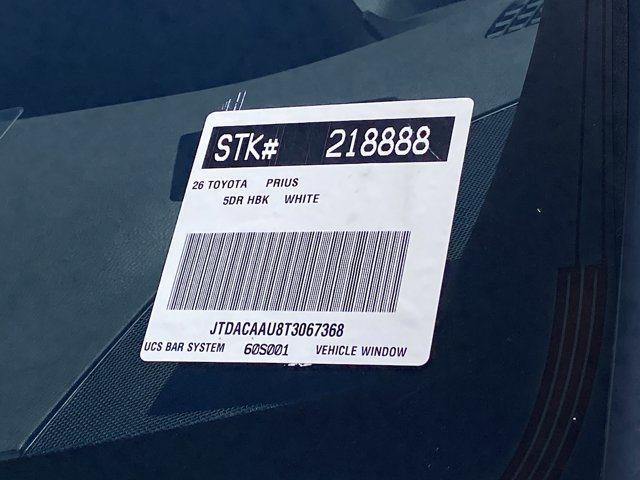 STK# 218888
26 TOYOTA PRIUS
5DR HBK WHITE
JTDACAAU8T3067368
UCS BAR SYSTEM 60S001 VEHICLE WINDOW